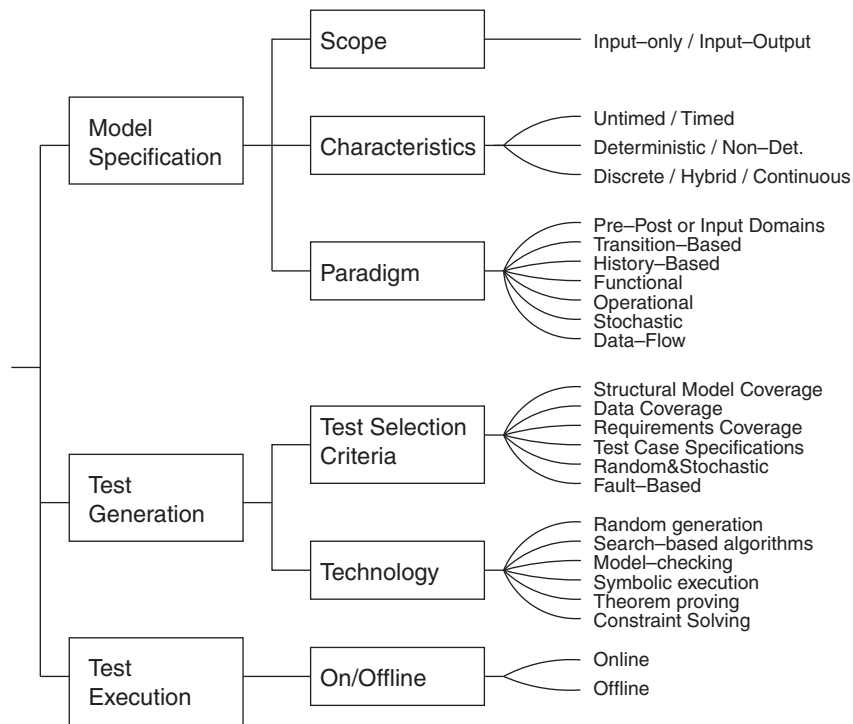 Model
Specification
Scope
Input–only / Input–Output
Characteristics
Untimed / Timed
Deterministic / Non–Det.
Discrete / Hybrid / Continuous
Paradigm
Pre–Post or Input Domains
Transition–Based
History–Based
Functional
Operational
Stochastic
Data–Flow
Test
Generation
Test Selection
Criteria
Structural Model Coverage
Data Coverage
Requirements Coverage
Test Case Specifications
Random&Stochastic
Fault–Based
Technology
Random generation
Search–based algorithms
Model–checking
Symbolic execution
Theorem proving
Constraint Solving
Test
Execution
On/Offline
Online
Offline